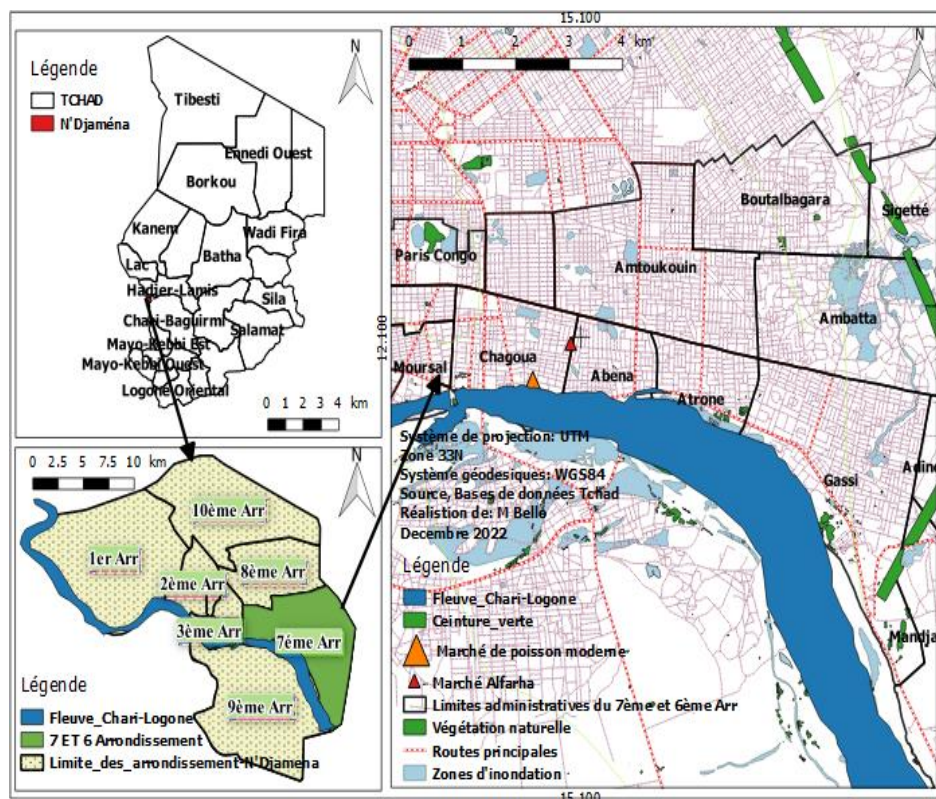 N
Légende
TCHAD
N'Djaména
Tibesti
Ennedi Ouest
Borkou
Kanem
Wadi Fira
Batha
Lac
Hadjer-Lamis
Sila
Chari-Baguirmi
Salamat
Mayo-Kebbi Est
Mayo-Kebbi Ouest
Logone Oriental
0 1 2 3 4 km
0 2.5 5 7.5 10 km
N
10ème Arr
1er Arr
8ème Arr
2ème Arr
3ème Arr
7éme Arr
9ème Arr
Légende
Fleuve_Chari-Logone
7 ET 6 Arrondissement
Limite_des_arrondissement-N'Djamena
15.100
0 1 2 3 4 km
N
Boutalbagara
Sigetté
Paris Congo
Amtoukouin
Ambatta
12.100
Chagoua
Moursal
Abena
Atrone
Gassi
Mandja
Système de projection: UTM
Zone 33N
Système géodesiques: WGS84
Source, Bases de données Tchad
Réalistion de: M Bello
Decembre 2022
Légende
Fleuve_Chari-Logone
Ceinture_verte
Marché de poisson moderne
Marché Alfarha
Limites administratives du 7ème et 6ème Arr
Végétation naturelle
Routes principales
Zones d'inondation
15.100